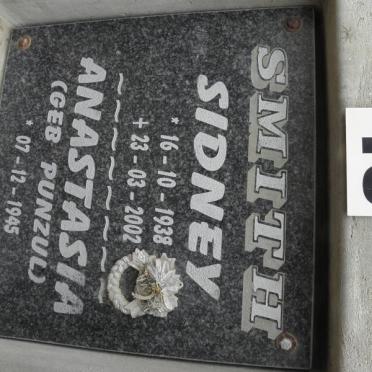 SMITH
SIDNEY
* 16-10-1938
+ 23-03-2002
~~~~~~~
ANASTASIA
(GEB PUNZUL)
* 07-12-1945